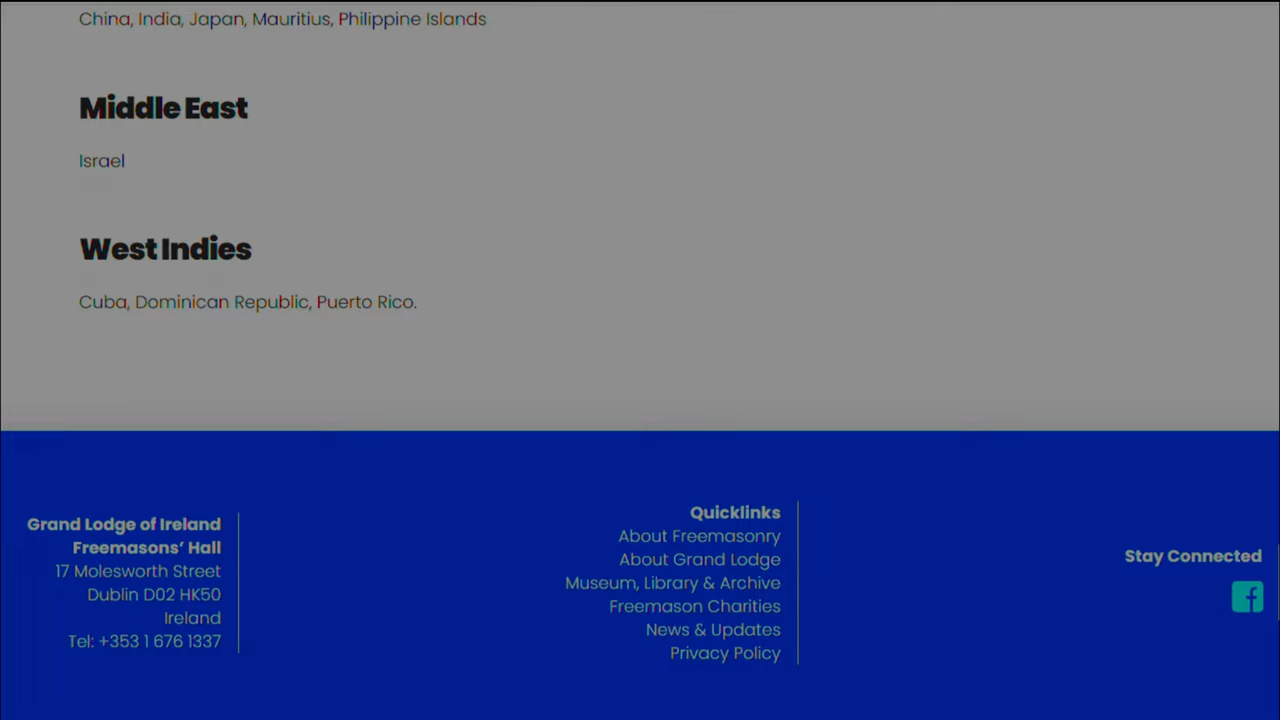 China, India, Japan, Mauritius, Philippine Islands
Middle East
Israel
West Indies
Cuba, Dominican Republic, Puerto Rico.
Grand Lodge of Ireland
Freemasons’ Hall
17 Molesworth Street
Dublin D02 HK50
Ireland
Tel: +353 1 676 1337
Quicklinks
About Freemasonry
About Grand Lodge
Museum, Library & Archive
Freemason Charities
News & Updates
Privacy Policy
Stay Connected